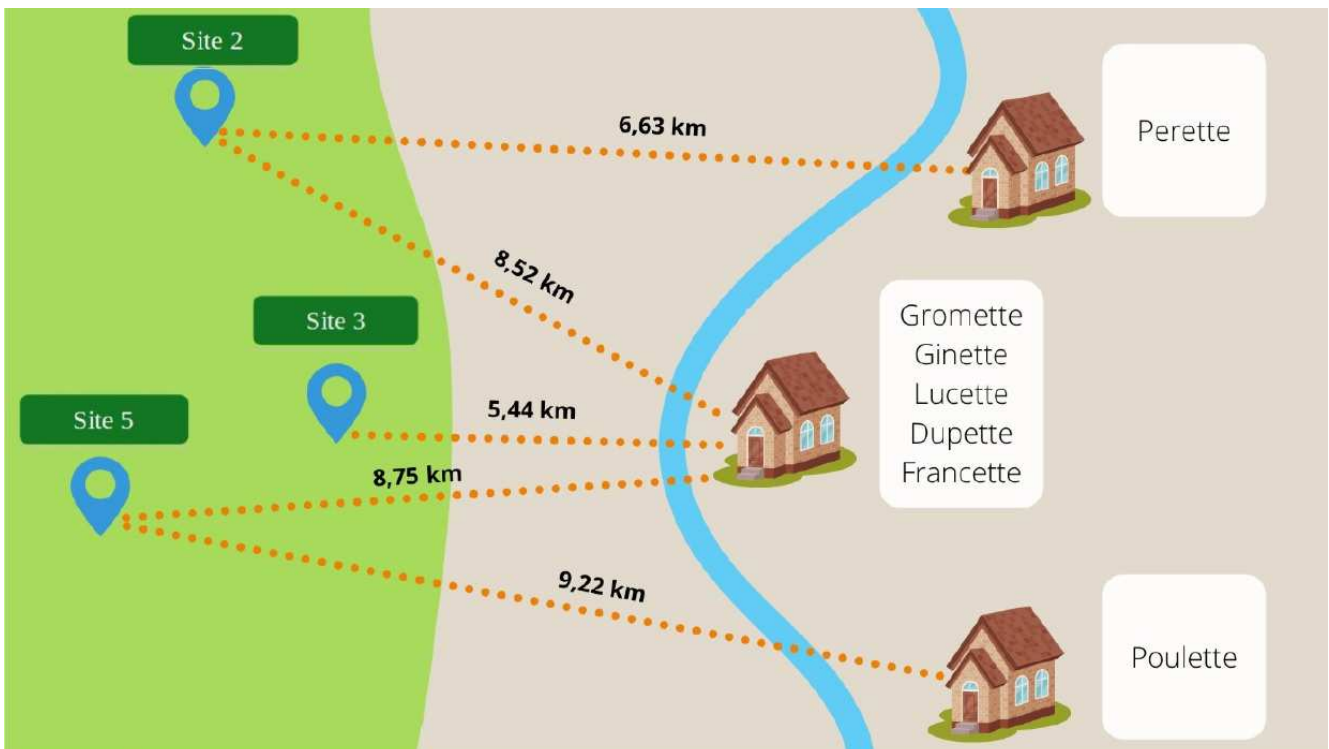 Site 2
6,63 km
Perette
8,52 km
Site 3
Gromette
Ginette
Lucette
Dupette
Francette
5,44 km
Site 5
8,75 km
9,22 km
Poulette